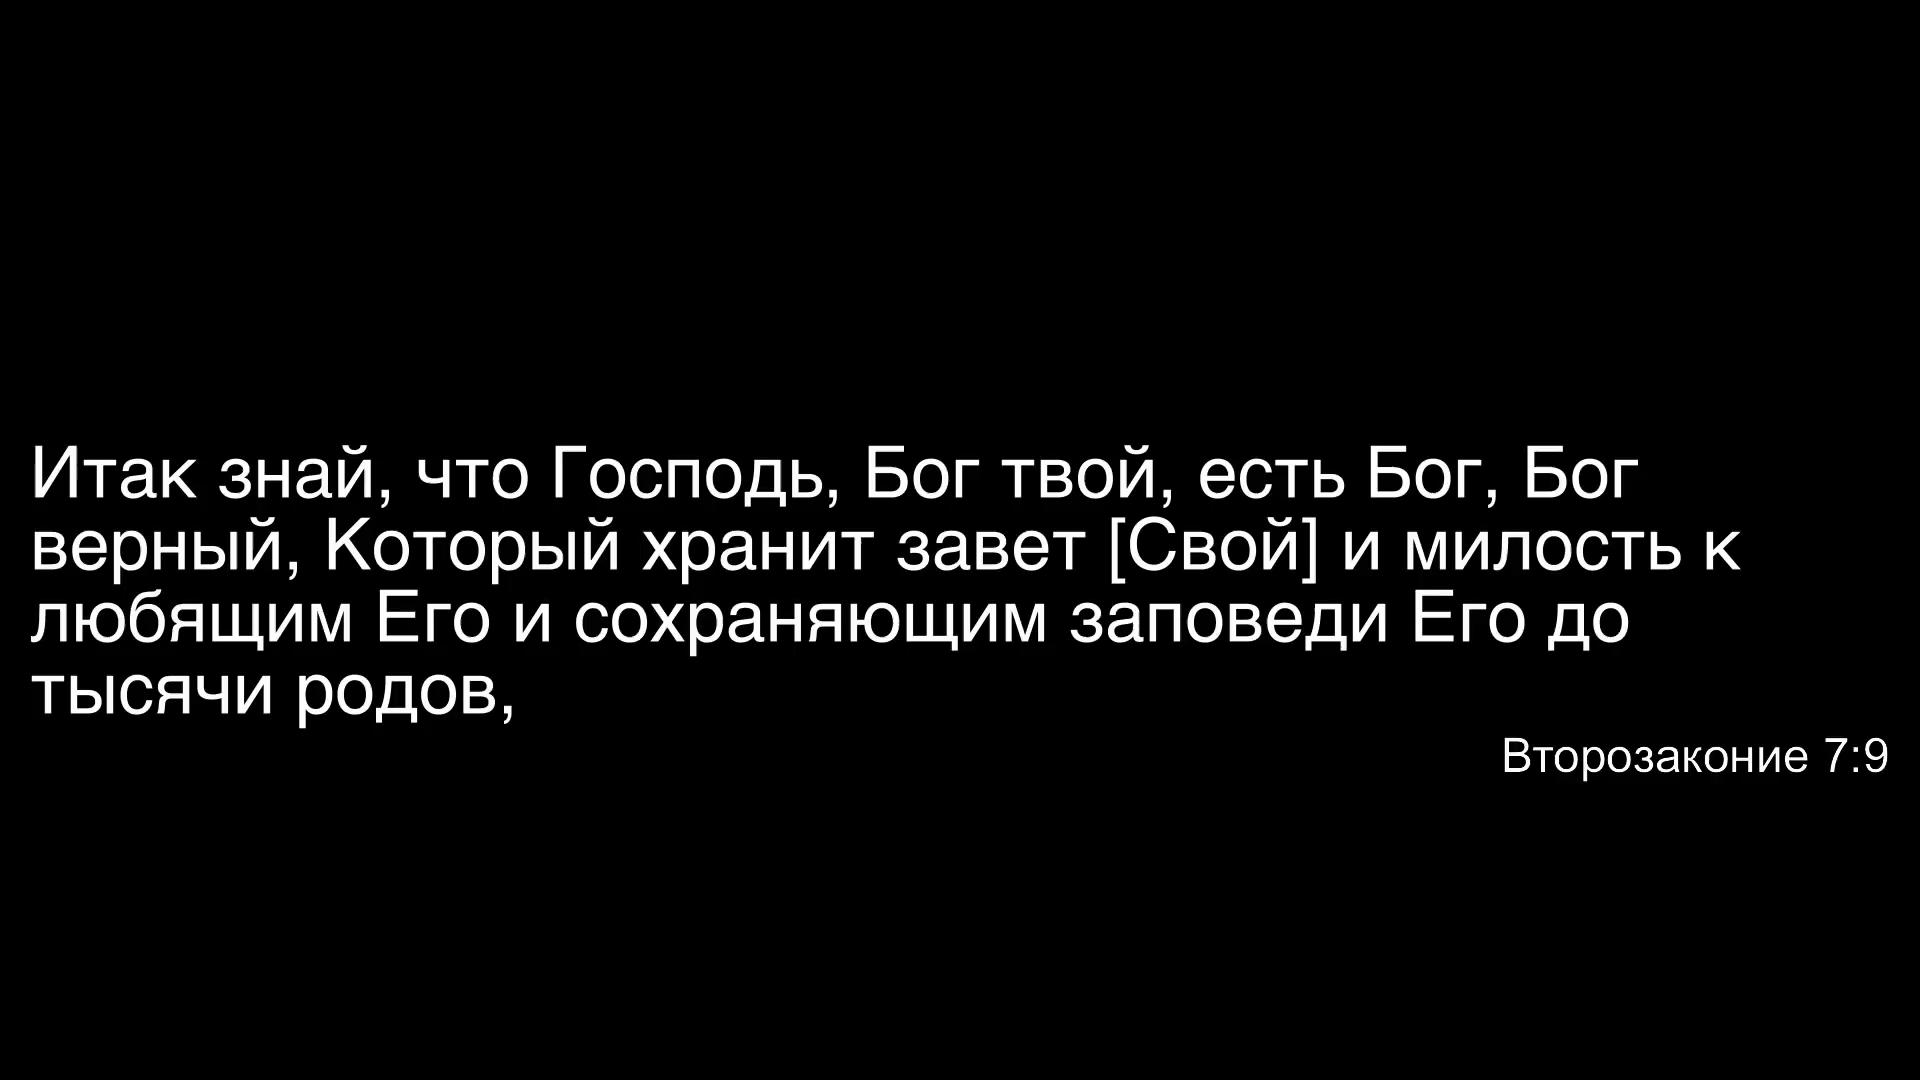 Итак знай, что Господь, Бог твой, есть Бог, Бог
верный, Который хранит завет [Свой] и милость к
любящим Его и сохраняющим заповеди Его до
тысячи родов,
Второзаконие 7:9